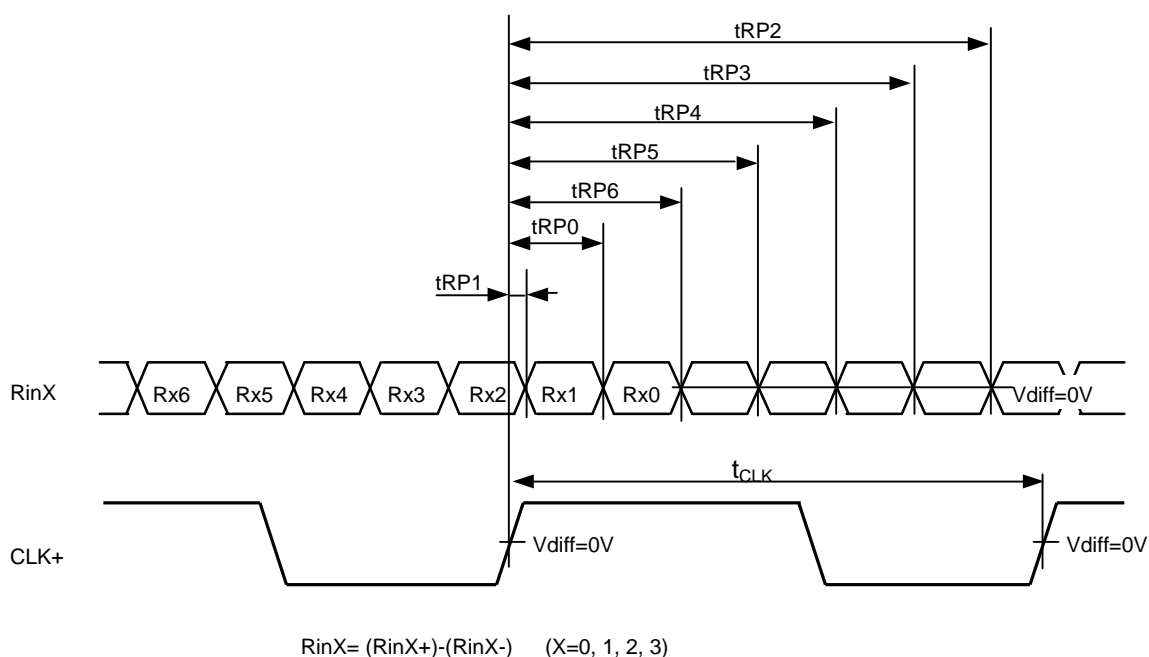 tRP2
tRP3
tRP4
tRP5
tRP6
tRP0
tRP1
RinX Rx6 Rx5 Rx4 Rx3 Rx2 Rx1 Rx0 Vdiff=0V
tCLK
CLK+ Vdiff=0V Vdiff=0V
RinX= (RinX+)-(RinX-) (X=0, 1, 2, 3)